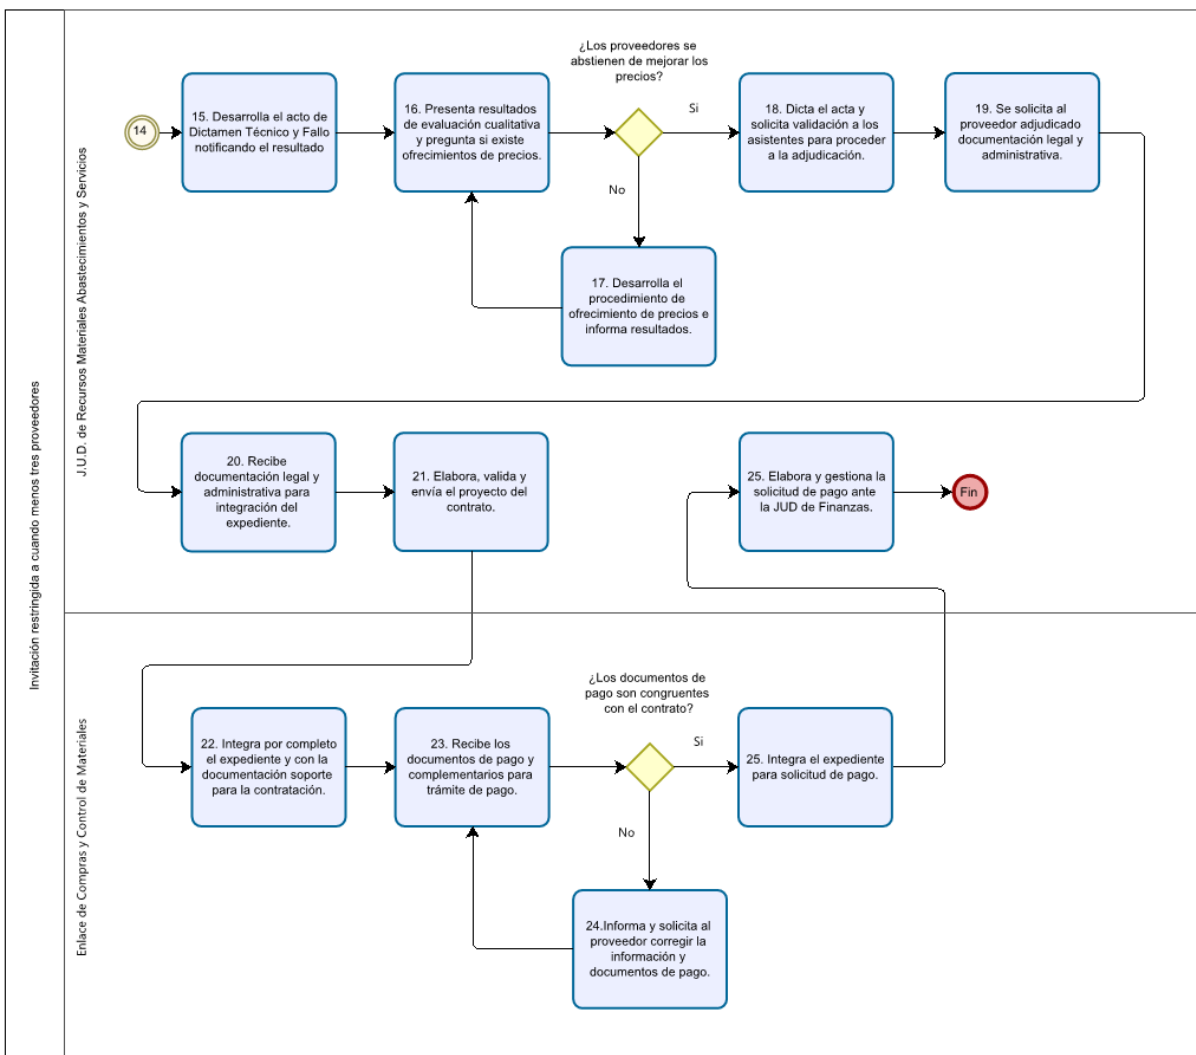 Invitación restringida a cuando menos tres proveedores
J.U.D. de Recursos Materiales Abastecimientos y Servicios
14
15. Desarrolla el acto de
Dictamen Técnico y Fallo
notificando el resultado
16. Presenta resultados
de evaluación cualitativa
y pregunta si existe
ofrecimientos de precios.
¿Los proveedores se
abstienen de mejorar los
precios?
Si
No
17. Desarrolla el
procedimiento de
ofrecimiento de precios e
informa resultados.
18. Dicta el acta y
solicita validación a los
asistentes para proceder
a la adjudicación.
19. Se solicita al
proveedor adjudicado
documentación legal y
administrativa.
20. Recibe
documentación legal y
administrativa para
integración del
expediente.
21. Elabora, valida y
envía el proyecto del
contrato.
25. Elabora y gestiona la
solicitud de pago ante
la JUD de Finanzas.
Fin
Enlace de Compras y Control de Materiales
22. Integra por completo
el expediente y con la
documentación soporte
para la contratación.
23. Recibe los
documentos de pago y
complementarios para
trámite de pago.
¿Los documentos de
pago son congruentes
con el contrato?
Si
No
24.Informa y solicita al
proveedor corregir la
información y
documentos de pago.
25. Integra el expediente
para solicitud de pago.